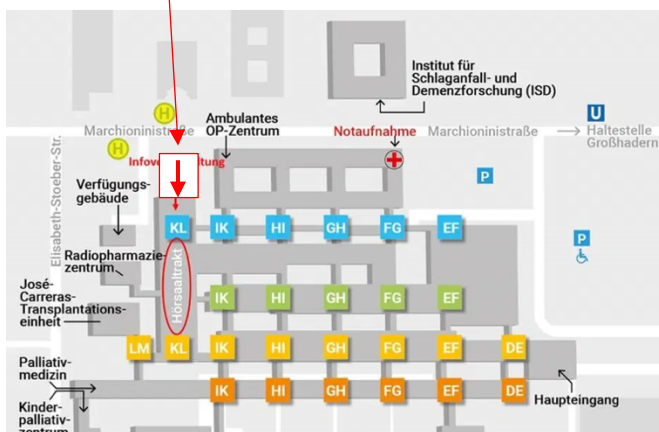 Institut für
Schlaganfall- und
Demenzforschung (ISD)
H
Ambulantes
OP-Zentrum
U
Marchioninistraße
Notaufnahme
Marchioninistraße
Haltestelle
Großhadern
H
Elisabeth-Stoeber-Str.
P
Verfügungs-
gebäude
KL IK HI GH FG EF
P
Radiopharmazie-
zentrum
Hörsaaltrakt
José-
Carreras-
Transplantations-
einheit
IK HI GH FG EF
LM KL IK HI GH FG EF DE
Palliativ-
medizin
IK HI GH FG EF DE
Haupteingang
Kinder-
palliativ-
zentrum